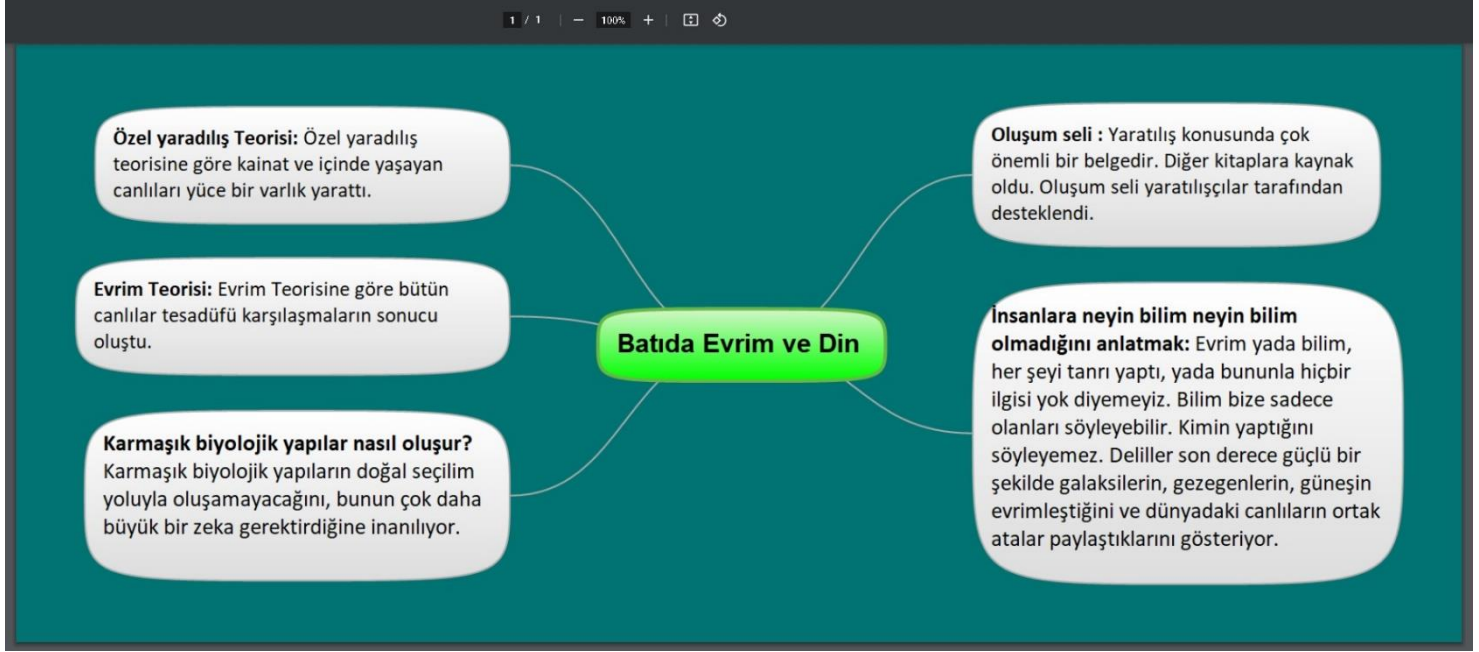 1 / 1 | − 100% + |
Özel yaradılış Teorisi: Özel yaradılış
teorisine göre kainat ve içinde yaşayan
canlıları yüce bir varlık yarattı.
Evrim Teorisi: Evrim Teorisine göre bütün
canlılar tesadüfü karşılaşmaların sonucu
oluştu.
Karmaşık biyolojik yapılar nasıl oluşur?
Karmaşık biyolojik yapıların doğal seçilim
yoluyla oluşamayacağını, bunun çok daha
büyük bir zeka gerektirdiğine inanılıyor.
Batıda Evrim ve Din
Oluşum seli : Yaratılış konusunda çok
önemli bir belgedir. Diğer kitaplara kaynak
oldu. Oluşum seli yaratılışçılar tarafından
desteklendi.
İnsanlara neyin bilim neyin bilim
olmadığını anlatmak: Evrim yada bilim,
her şeyi tanrı yaptı, yada bununla hiçbir
ilgisi yok diyemeyiz. Bilim bize sadece
olanları söyleyebilir. Kimin yaptığını
söyleyemez. Deliller son derece güçlü bir
şekilde galaksilerin, gezegenlerin, güneşin
evrimleştiğini ve dünyadaki canlıların ortak
atalar paylaştıklarını gösteriyor.